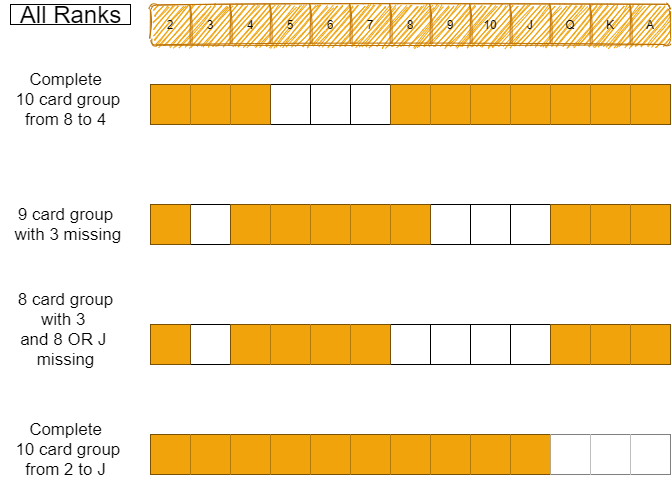 All Ranks
2 3 4 5 6 7 8 9 10 J Q K A
Complete
10 card group
from 8 to 4
9 card group
with 3 missing
8 card group
with 3
and 8 OR J
missing
Complete
10 card group
from 2 to J